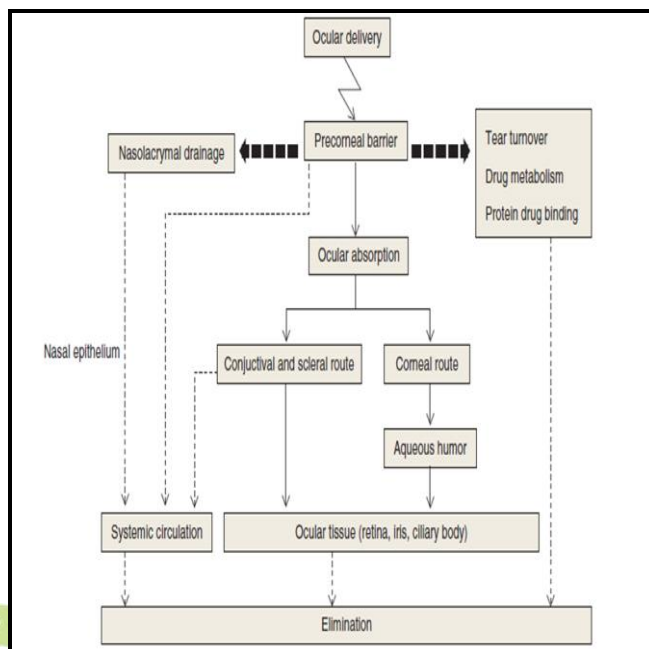 Ocular delivery
Precorneal barrier
Nasolacrymal drainage
Tear turnover
Drug metabolism
Protein drug binding
Ocular absorption
Nasal epithelium
Conjuctival and scleral route
Corneal route
Aqueous humor
Systemic circulation
Ocular tissue (retina, iris, ciliary body)
Elimination